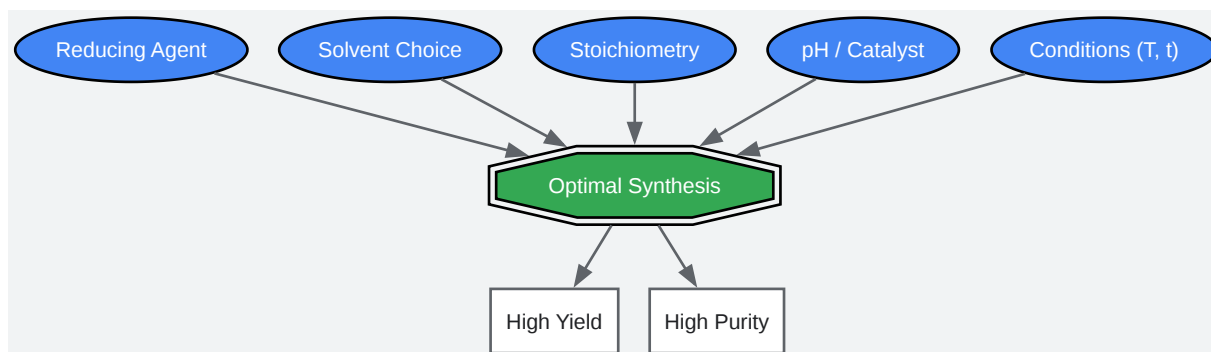 Reducing Agent
Solvent Choice
Stoichiometry
pH / Catalyst
Conditions (T, t)
Optimal Synthesis
High Yield
High Purity